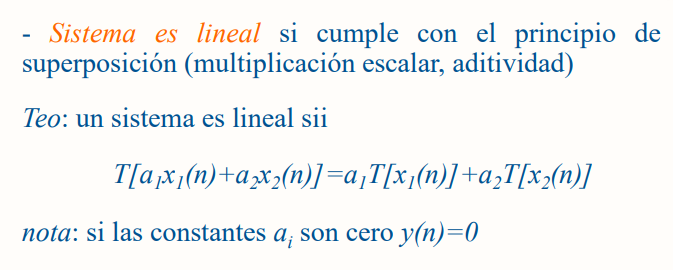 - Sistema es lineal si cumple con el principio de
superposición (multiplicación escalar, aditividad)
Teo: un sistema es lineal sii
T[a₁x₁(n)+a₂x₂(n)]=a₁T[x₁(n)]+a₂T[x₂(n)]
nota: si las constantes aᵢ son cero y(n)=0